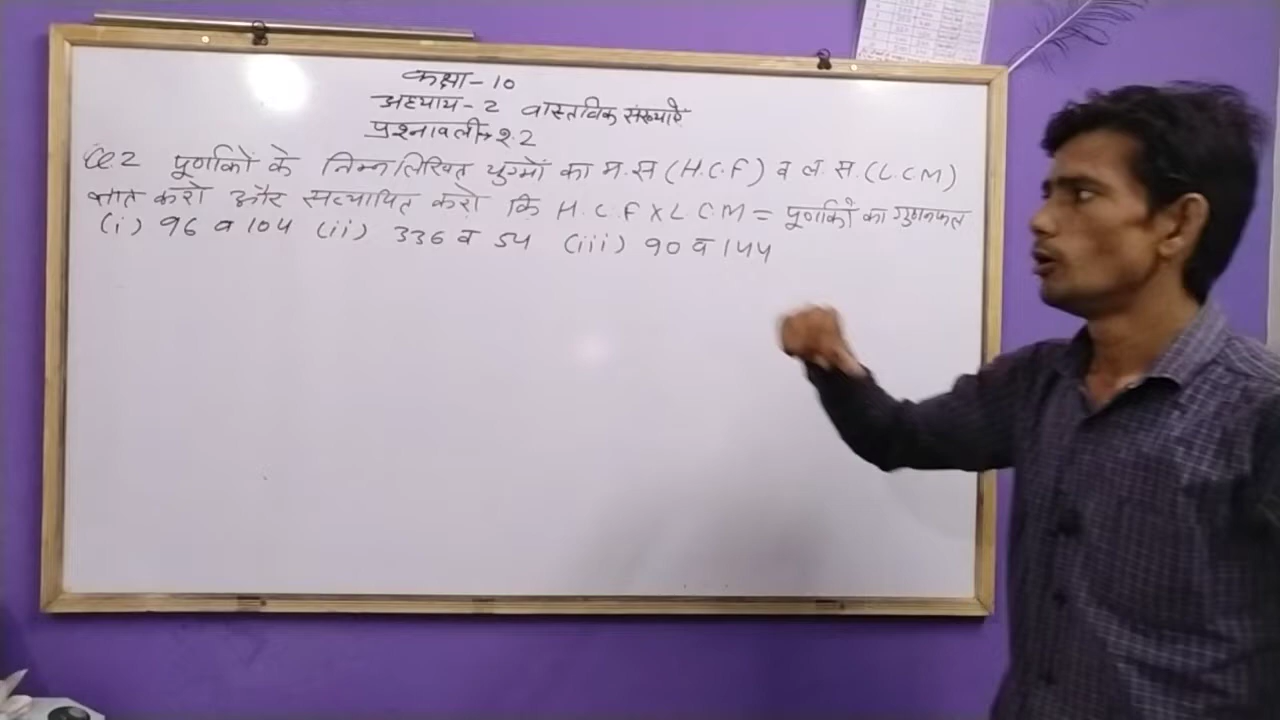 कक्षा-10
अध्याय-2 वास्तविक संख्याएँ
प्रश्नावली→2.2
Q2 पूर्णांकों के निम्नलिखित युग्मों का म.स (H.C.F) व ल.स. (L.C.M)
ज्ञात करो और सत्यापित करो कि H.C.F X L.C.M = पूर्णांकों का गुणनफल
(i) 96 व 104 (ii) 336 व 54 (iii) 90 व 144